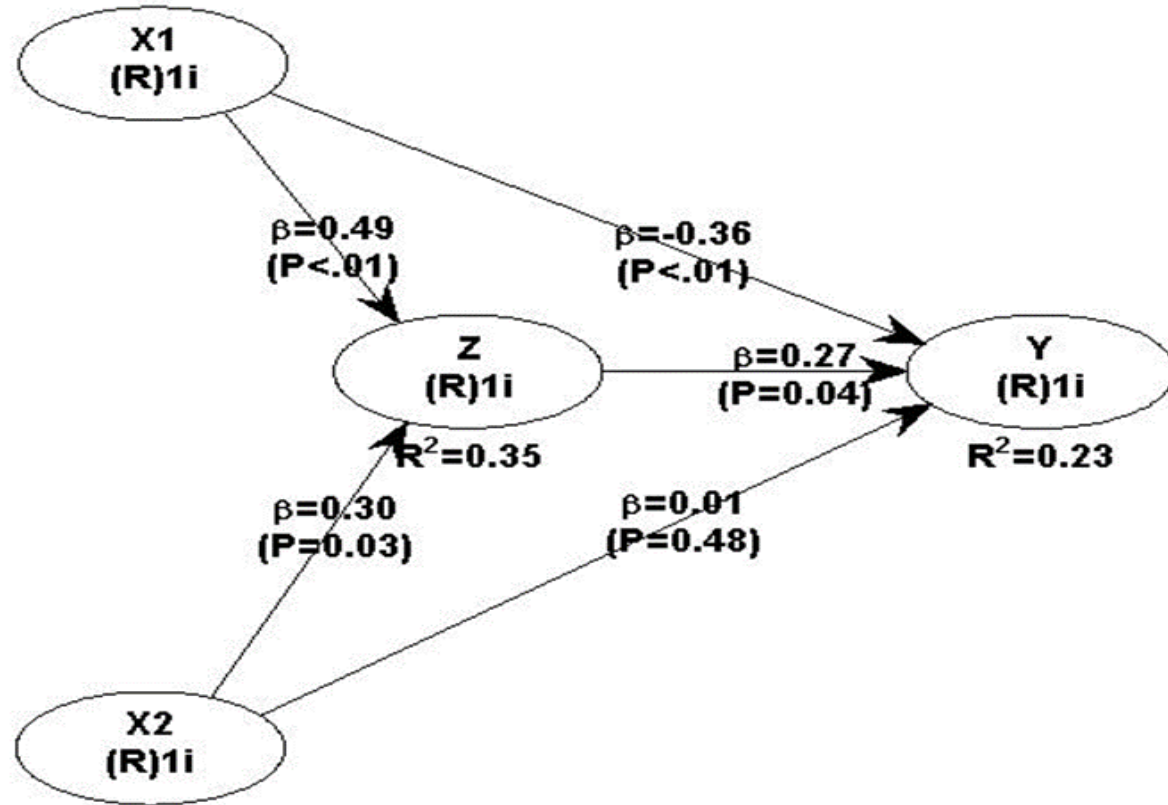 X1
(R)1i
β=0.49
(P<.01)
β=-0.36
(P<.01)
Z
(R)1i
R²=0.35
β=0.27
(P=0.04)
Y
(R)1i
R²=0.23
β=0.30
(P=0.03)
β=0.01
(P=0.48)
X2
(R)1i